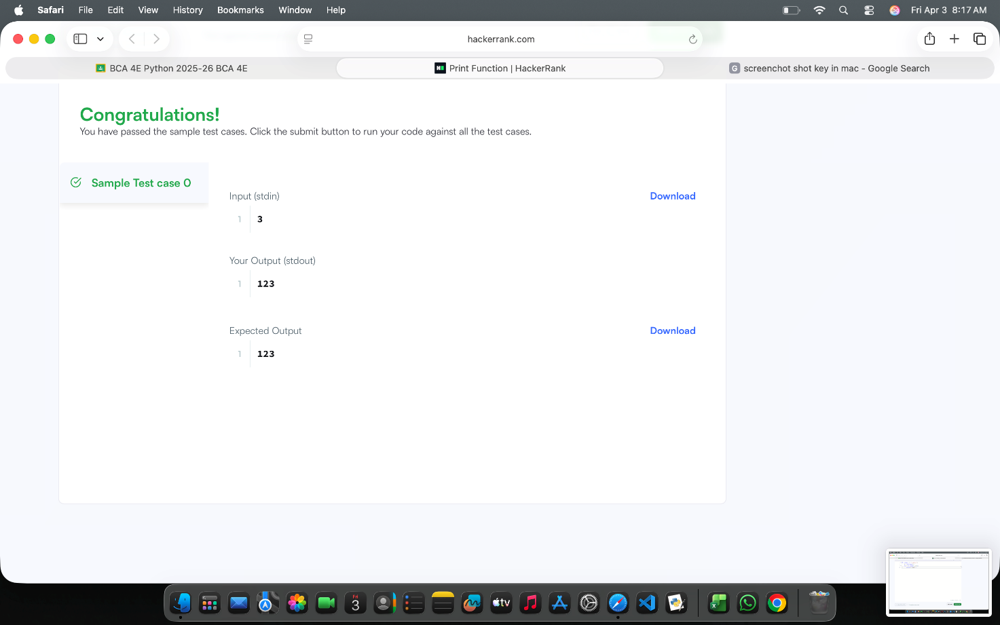 Safari File Edit View History Bookmarks Window Help Fri Apr 3 8:17 AM
hackerrank.com
BCA 4E Python 2025-26 BCA 4E
H Print Function | HackerRank
G screenchot shot key in mac - Google Search
Congratulations!
You have passed the sample test cases. Click the submit button to run your code against all the test cases.
Sample Test case 0
Input (stdin) Download
1 3
Your Output (stdout)
1 123
Expected Output Download
1 123
Fri
3
tv
X